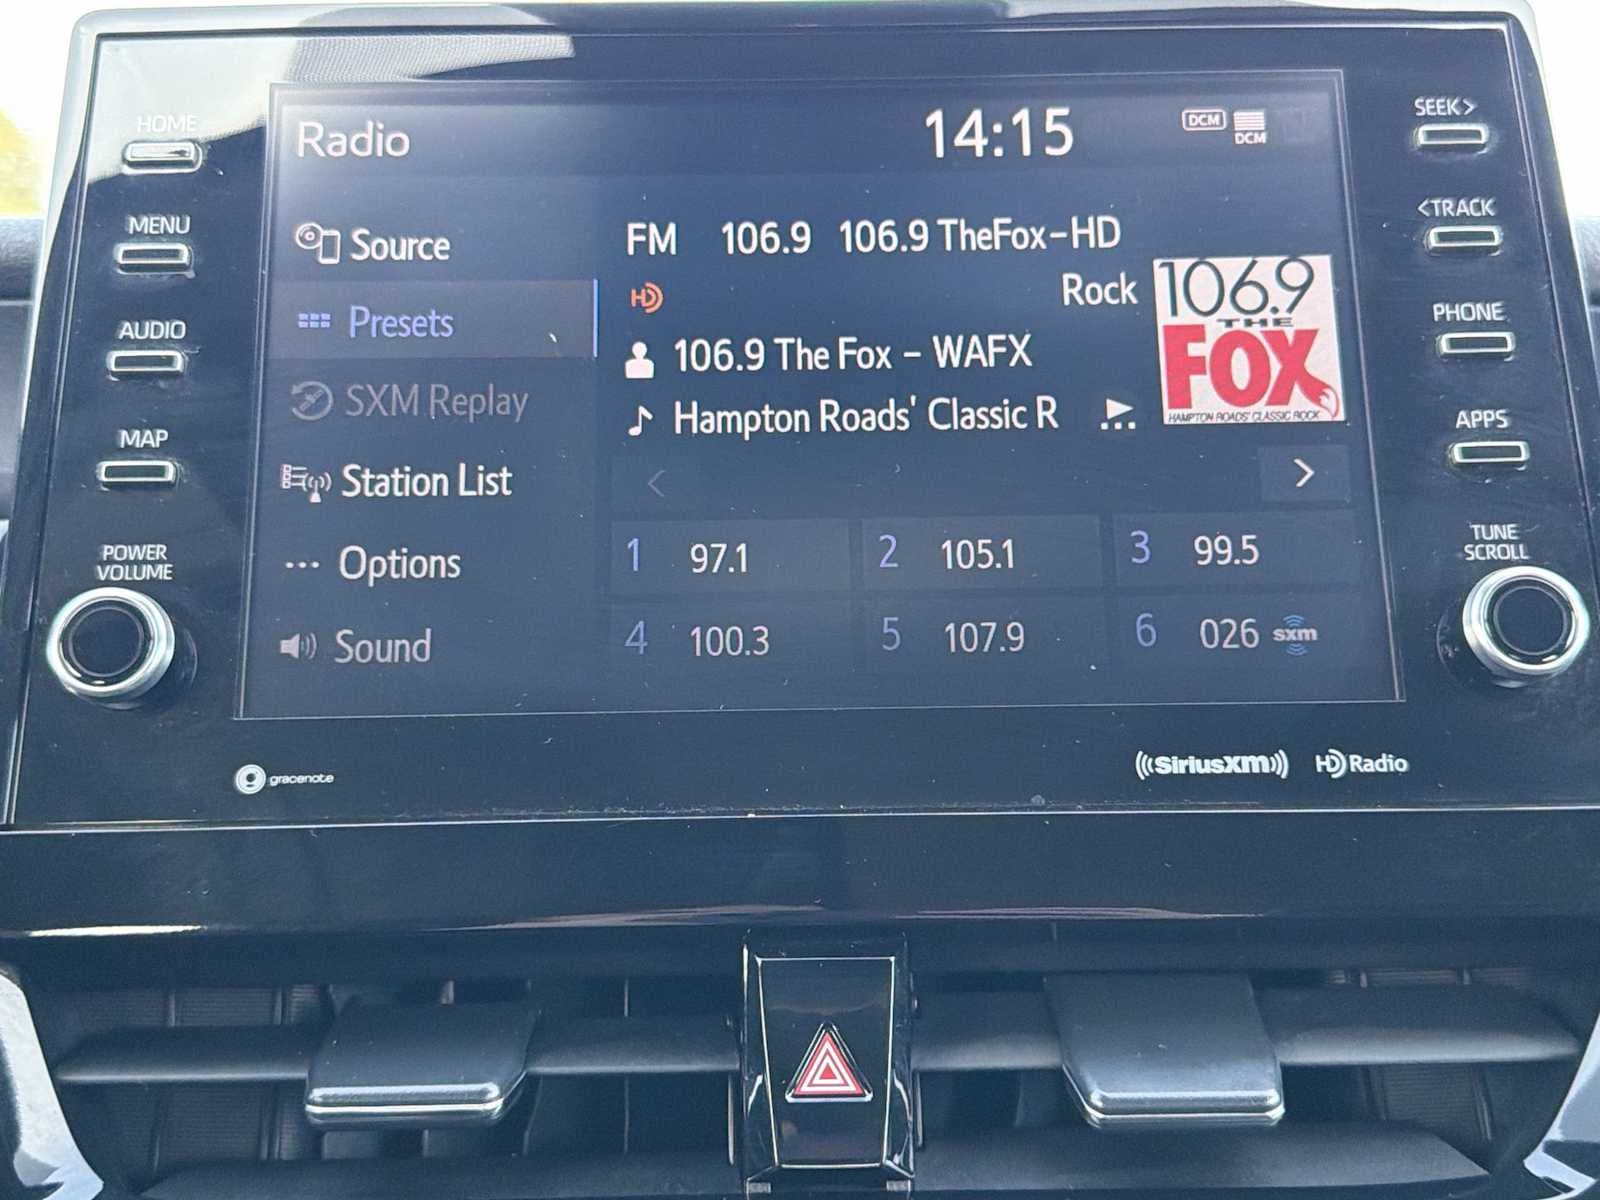 HOME
MENU
AUDIO
MAP
POWER
VOLUME
Radio
14:15
DCM
DCM
Source
Presets
SXM Replay
Station List
Options
Sound
FM 106.9 106.9 TheFox-HD
HD
Rock
106.9 The Fox - WAFX
Hampton Roads' Classic R
106.9
THE
FOX
HAMPTON ROADS' CLASSIC ROCK
1 97.1
2 105.1
3 99.5
4 100.3
5 107.9
6 026 sxm
SEEK>
<TRACK
PHONE
APPS
TUNE
SCROLL
gracenote
((SiriusXM))
HD Radio